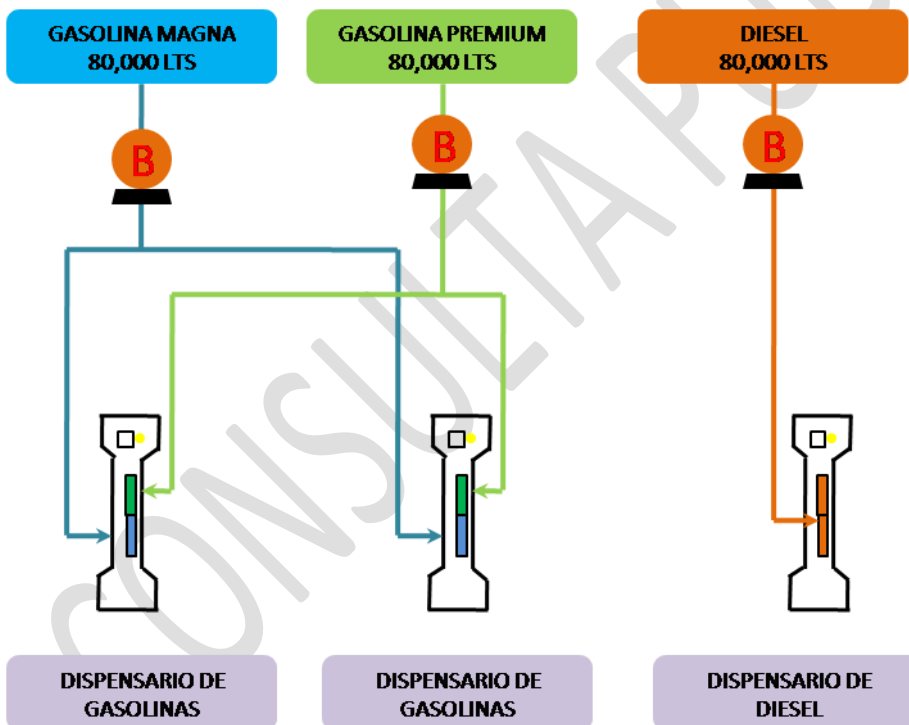 GASOLINA MAGNA
80,000 LTS
GASOLINA PREMIUM
80,000 LTS
DIESEL
80,000 LTS
B
B
B
CONSULTA
DISPENSARIO DE
GASOLINAS
DISPENSARIO DE
GASOLINAS
DISPENSARIO DE
DIESEL